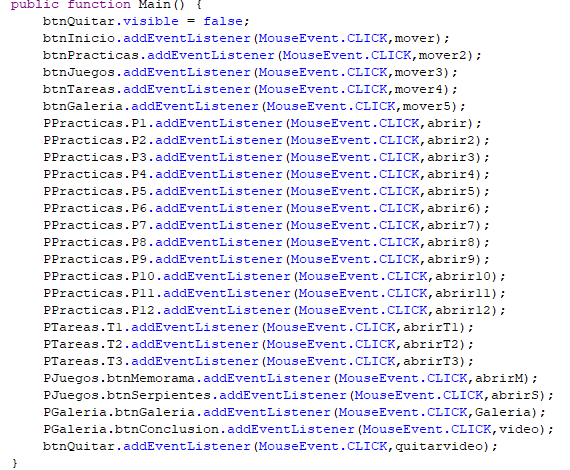 public function Main() {
btnQuitar.visible = false;
btnInicio.addEventListener(MouseEvent.CLICK,mover);
btnPracticas.addEventListener(MouseEvent.CLICK,mover2);
btnJuegos.addEventListener(MouseEvent.CLICK,mover3);
btnTareas.addEventListener(MouseEvent.CLICK,mover4);
btnGaleria.addEventListener(MouseEvent.CLICK,mover5);
PPracticas.P1.addEventListener(MouseEvent.CLICK,abrir);
PPracticas.P2.addEventListener(MouseEvent.CLICK,abrir2);
PPracticas.P3.addEventListener(MouseEvent.CLICK,abrir3);
PPracticas.P4.addEventListener(MouseEvent.CLICK,abrir4);
PPracticas.P5.addEventListener(MouseEvent.CLICK,abrir5);
PPracticas.P6.addEventListener(MouseEvent.CLICK,abrir6);
PPracticas.P7.addEventListener(MouseEvent.CLICK,abrir7);
PPracticas.P8.addEventListener(MouseEvent.CLICK,abrir8);
PPracticas.P9.addEventListener(MouseEvent.CLICK,abrir9);
PPracticas.P10.addEventListener(MouseEvent.CLICK,abrir10);
PPracticas.P11.addEventListener(MouseEvent.CLICK,abrir11);
PPracticas.P12.addEventListener(MouseEvent.CLICK,abrir12);
PTareas.T1.addEventListener(MouseEvent.CLICK,abrirT1);
PTareas.T2.addEventListener(MouseEvent.CLICK,abrirT2);
PTareas.T3.addEventListener(MouseEvent.CLICK,abrirT3);
PJuegos.btnMemorama.addEventListener(MouseEvent.CLICK,abrirM);
PJuegos.btnSerpientes.addEventListener(MouseEvent.CLICK,abrirS);
PGaleria.btnGaleria.addEventListener(MouseEvent.CLICK,Galeria);
PGaleria.btnConclusion.addEventListener(MouseEvent.CLICK,video);
btnQuitar.addEventListener(MouseEvent.CLICK,quitarvideo);
}